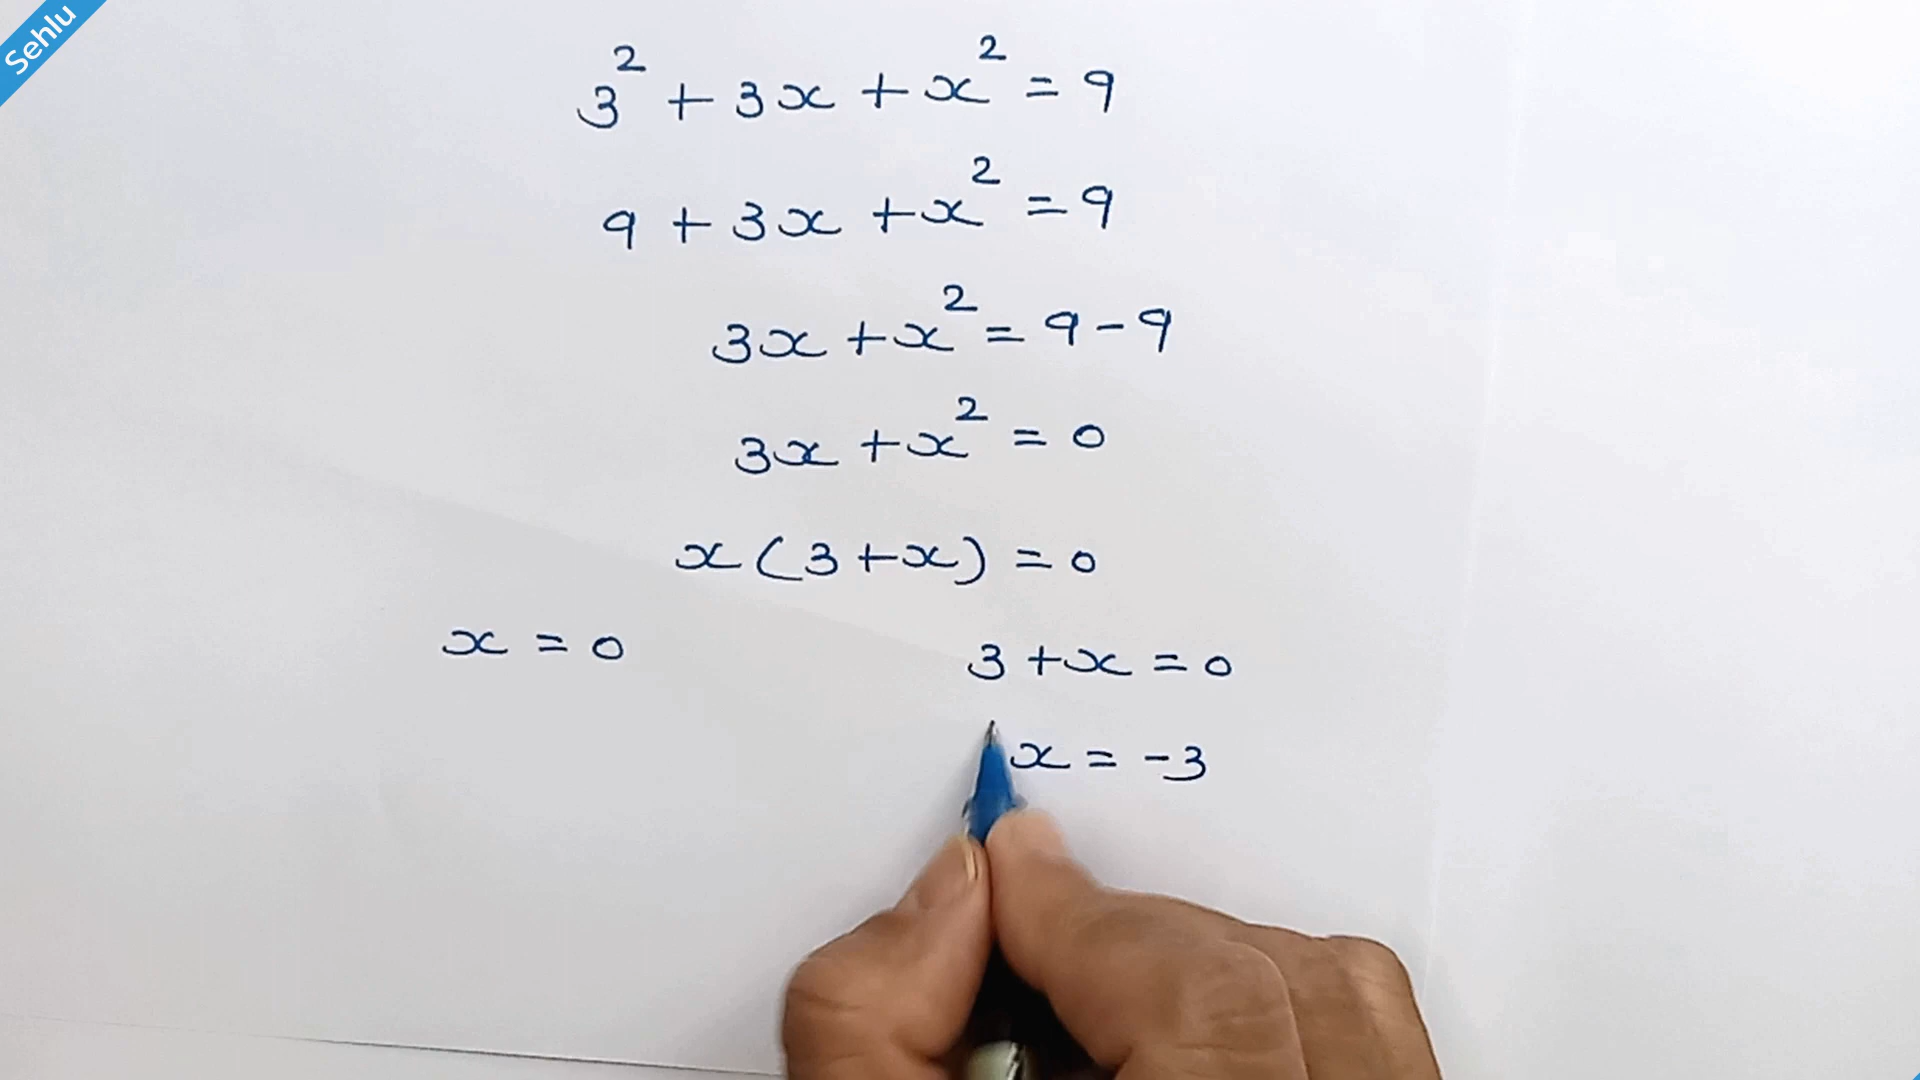 Sehlu
3² + 3x + x² = 9
9 + 3x + x² = 9
3x + x² = 9 - 9
3x + x² = 0
x (3 + x) = 0
x = 0
3 + x = 0
x = -3